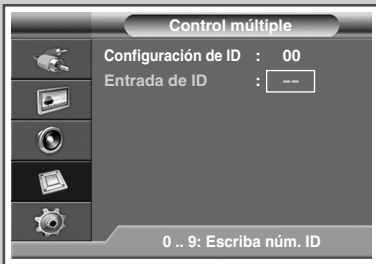 Control múltiple
Configuración de ID : 00
Entrada de ID : --
0 .. 9: Escriba núm. ID